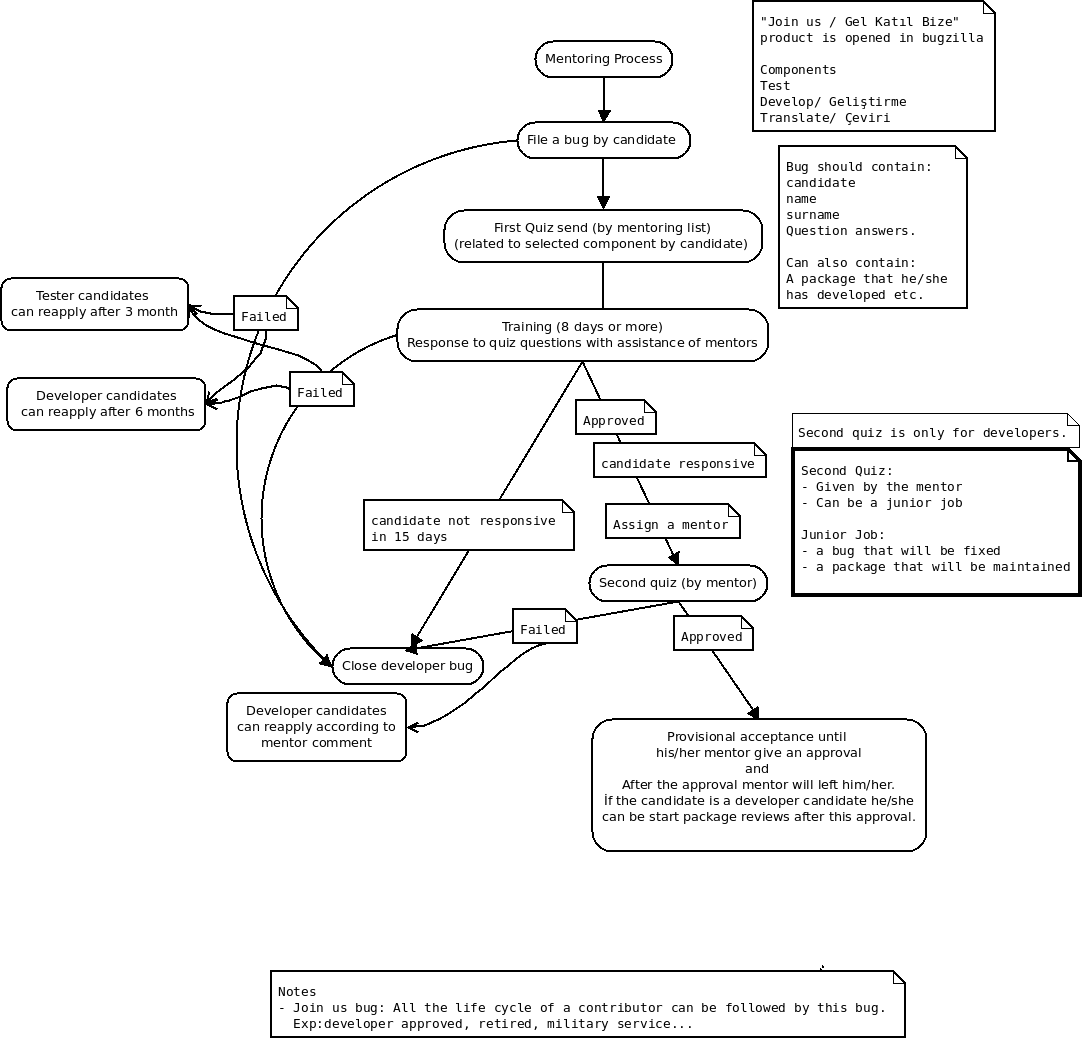 "Join us / Gel Katıl Bize"
product is opened in bugzilla
Components
Test
Develop/ Geliştirme
Translate/ Çeviri
Mentoring Process
File a bug by candidate
Bug should contain:
candidate
name
surname
Question answers.
Can also contain:
A package that he/she
has developed etc.
First Quiz send (by mentoring list)
(related to selected component by candidate)
Tester candidates
can reapply after 3 month
Failed
Training (8 days or more)
Response to quiz questions with assistance of mentors
Developer candidates
can reapply after 6 months
Failed
Approved
candidate responsive
Second quiz is only for developers.
Second Quiz:
- Given by the mentor
- Can be a junior job
Junior Job:
- a bug that will be fixed
- a package that will be maintained
candidate not responsive
in 15 days
Assign a mentor
Second quiz (by mentor)
Failed
Approved
Close developer bug
Developer candidates
can reapply according to
mentor comment
Provisional acceptance until
his/her mentor give an approval
and
After the approval mentor will left him/her.
İf the candidate is a developer candidate he/she
can be start package reviews after this approval.
Notes
- Join us bug: All the life cycle of a contributor can be followed by this bug.
Exp:developer approved, retired, military service...